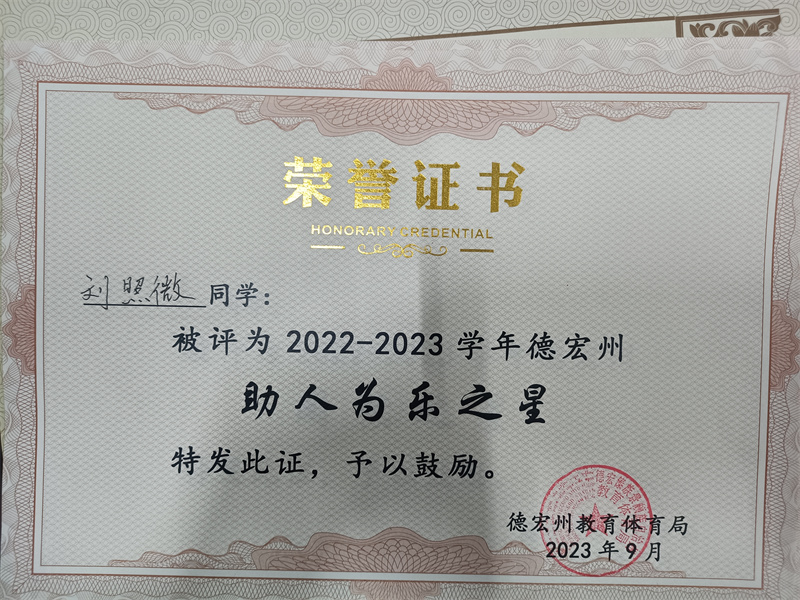 荣誉证书
HONORARY CREDENTIAL
刘照微同学：
被评为 2022-2023 学年德宏州
助人为乐之星
特发此证，予以鼓励。
德宏州教育体育局
2023 年 9 月